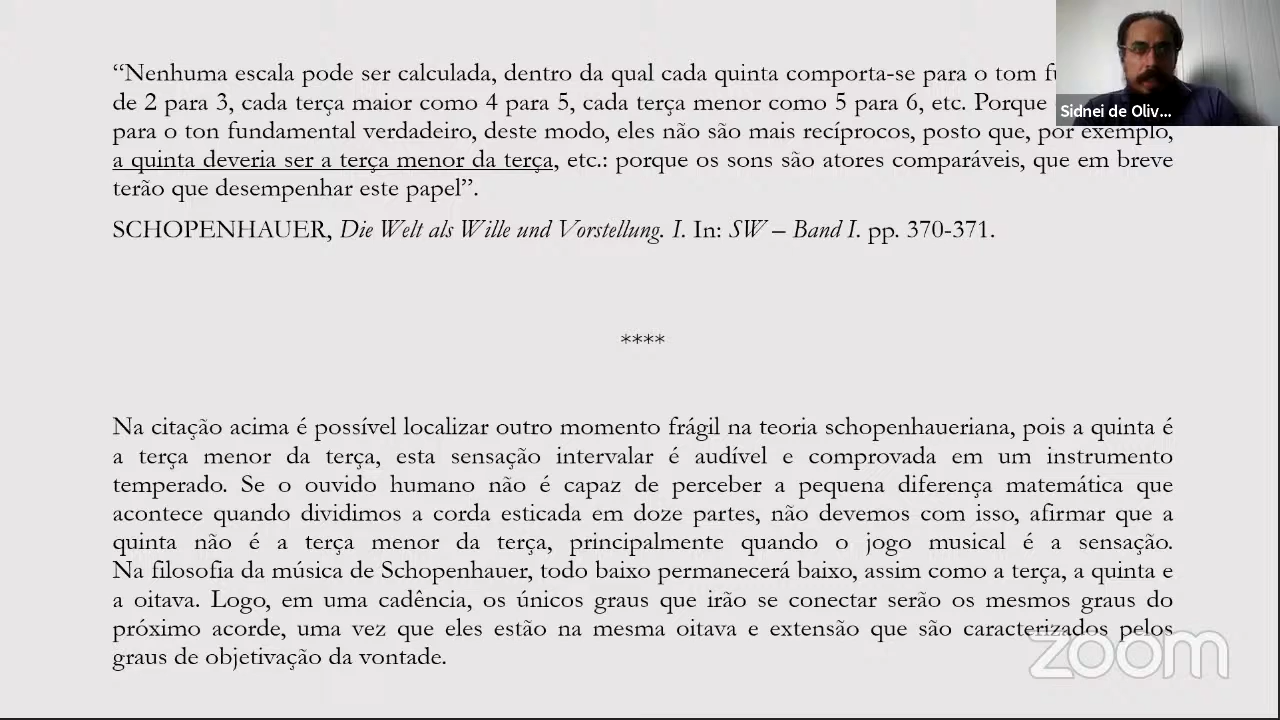 “Nenhuma escala pode ser calculada, dentro da qual cada quinta comporta-se para o tom
de 2 para 3, cada terça maior como 4 para 5, cada terça menor como 5 para 6, etc. Porque
para o ton fundamental verdadeiro, deste modo, eles não são mais recíprocos, posto que, por exemplo,
a quinta deveria ser a terça menor da terça, etc.: porque os sons são atores comparáveis, que em breve
terão que desempenhar este papel”.
SCHOPENHAUER, Die Welt als Wille und Vorstellung. I. In: SW – Band I. pp. 370-371.
Sidnei de Oliv...
****
Na citação acima é possível localizar outro momento frágil na teoria schopenhaueriana, pois a quinta é
a terça menor da terça, esta sensação intervalar é audível e comprovada em um instrumento
temperado. Se o ouvido humano não é capaz de perceber a pequena diferença matemática que
acontece quando dividimos a corda esticada em doze partes, não devemos com isso, afirmar que a
quinta não é a terça menor da terça, principalmente quando o jogo musical é a sensação.
Na filosofia da música de Schopenhauer, todo baixo permanecerá baixo, assim como a terça, a quinta e
a oitava. Logo, em uma cadência, os únicos graus que irão se conectar serão os mesmos graus do
próximo acorde, uma vez que eles estão na mesma oitava e extensão que são caracterizados pelos
graus de objetivação da vontade.
zoom